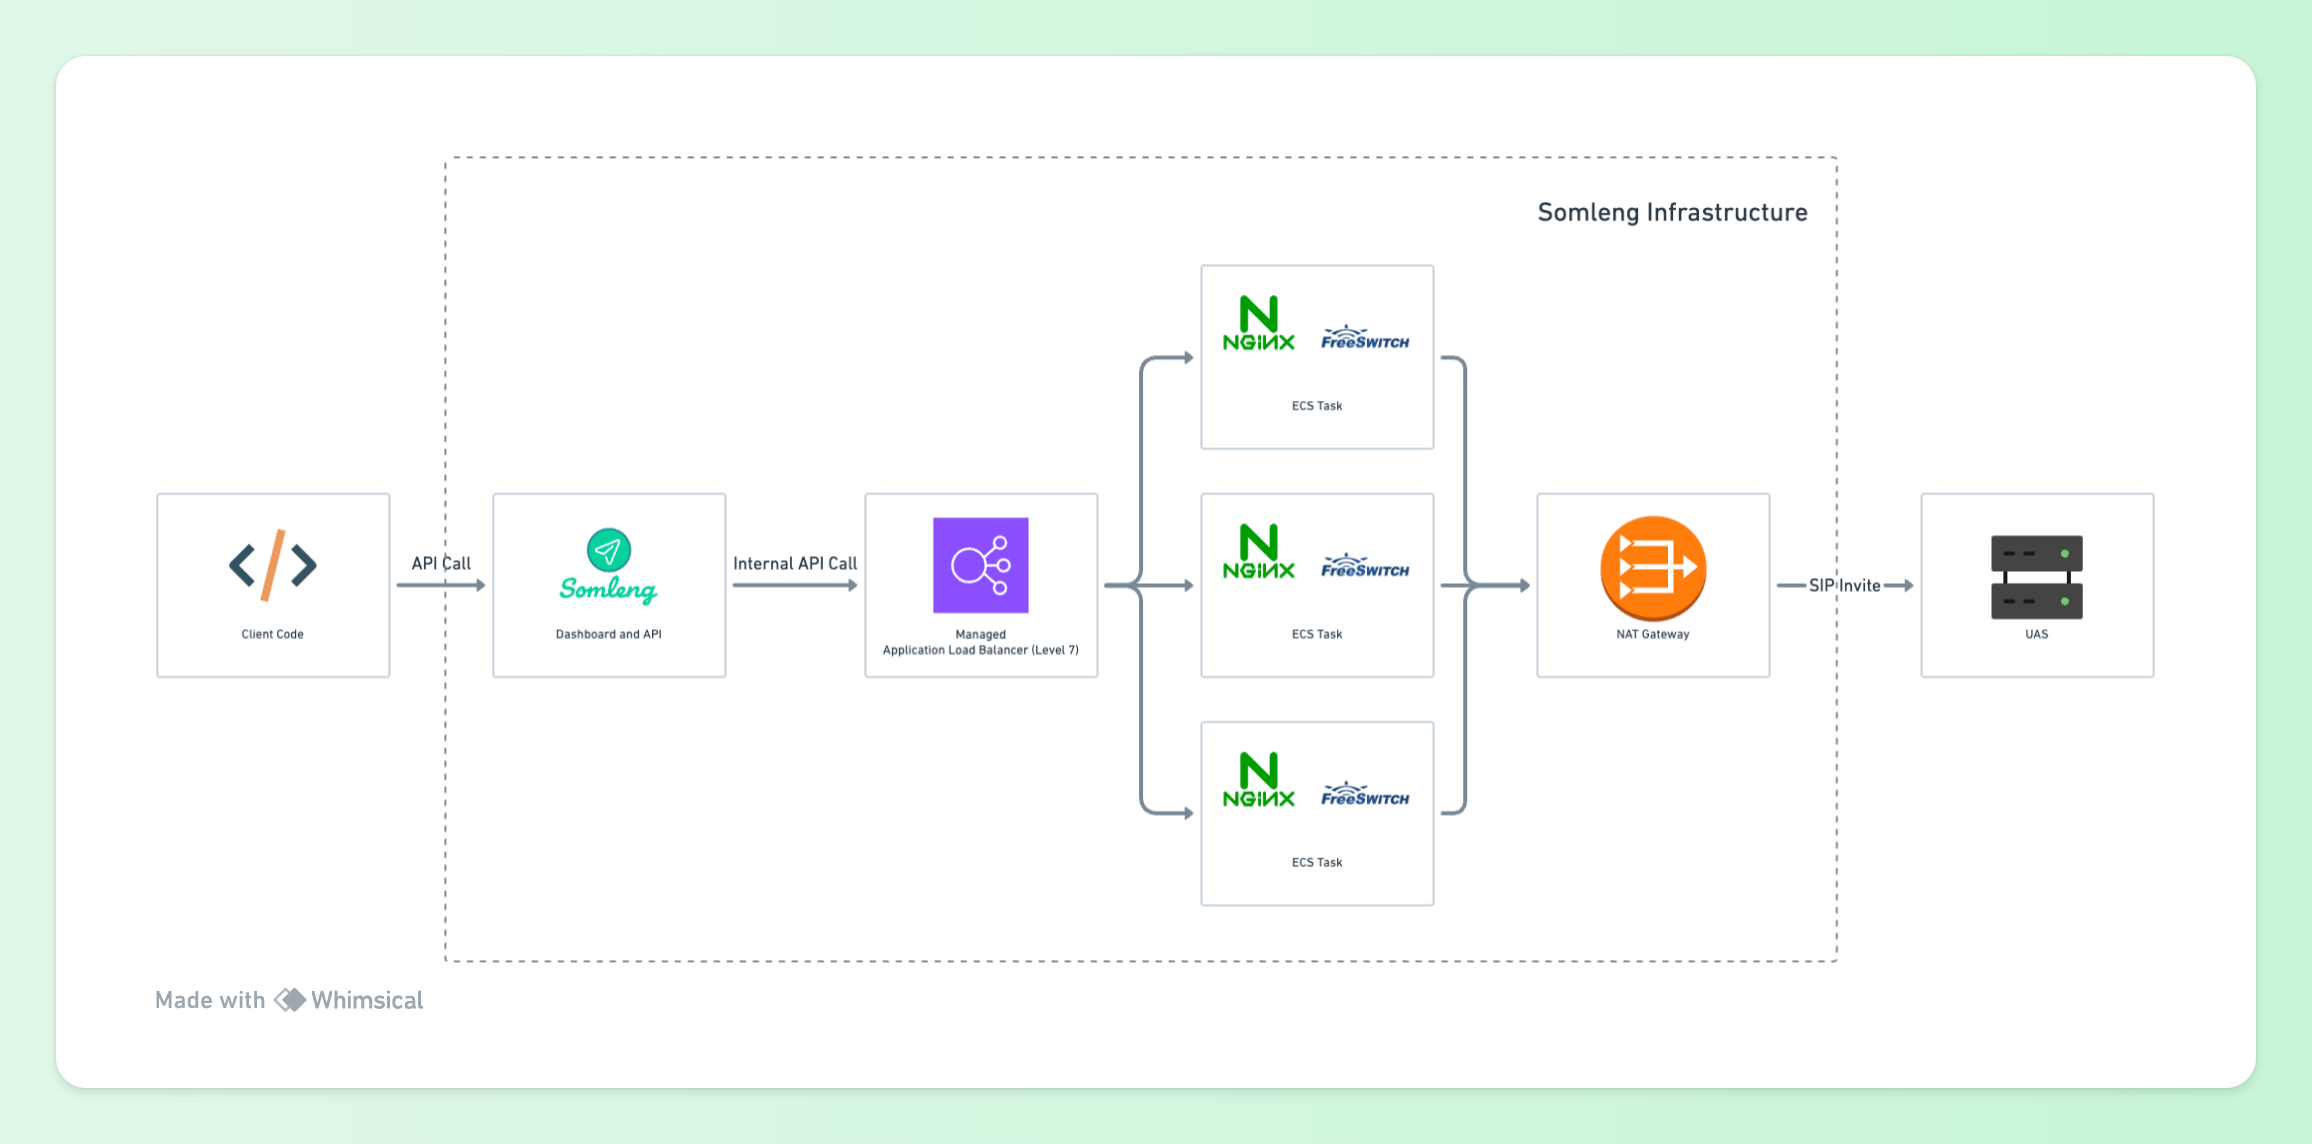 Somleng Infrastructure
NGINX
FreeSWITCH
ECS Task
Client Code
API Call
Somleng
Dashboard and API
Internal API Call
Managed
Application Load Balancer (Level 7)
NGINX
FreeSWITCH
ECS Task
NAT Gateway
SIP Invite
UAS
NGINX
FreeSWITCH
ECS Task
Made with Whimsical